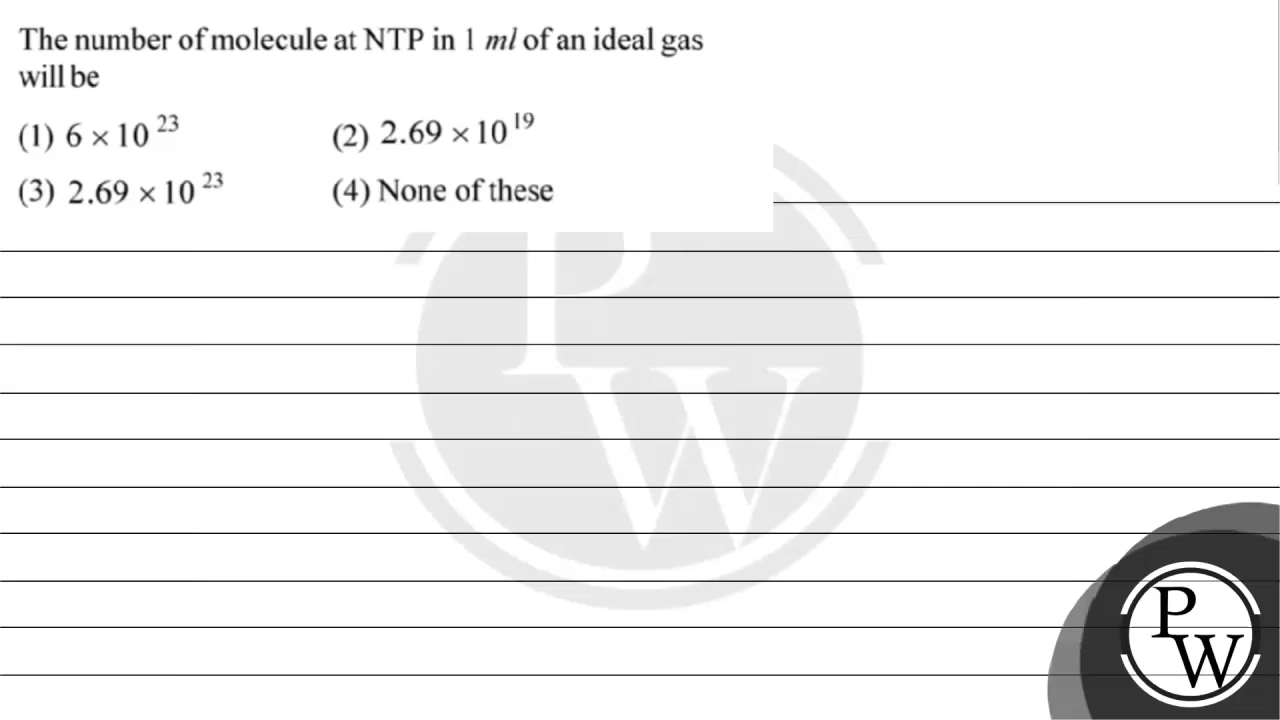 The number of molecule at NTP in 1 ml of an ideal gas
will be
(1) 6 × 10 ²³ (2) 2.69 × 10 ¹⁹
(3) 2.69 × 10 ²³ (4) None of these
P
W
P
W